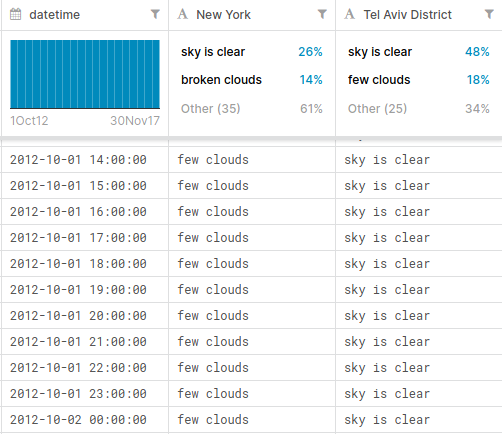 datetime New York Tel Aviv District
sky is clear 26% sky is clear 48%
broken clouds 14% few clouds 18%
Other (35) 61% Other (25) 34%
1Oct12 30Nov17
2012-10-01 14:00:00 few clouds sky is clear
2012-10-01 15:00:00 few clouds sky is clear
2012-10-01 16:00:00 few clouds sky is clear
2012-10-01 17:00:00 few clouds sky is clear
2012-10-01 18:00:00 few clouds sky is clear
2012-10-01 19:00:00 few clouds sky is clear
2012-10-01 20:00:00 few clouds sky is clear
2012-10-01 21:00:00 few clouds sky is clear
2012-10-01 22:00:00 few clouds sky is clear
2012-10-01 23:00:00 few clouds sky is clear
2012-10-02 00:00:00 few clouds sky is clear